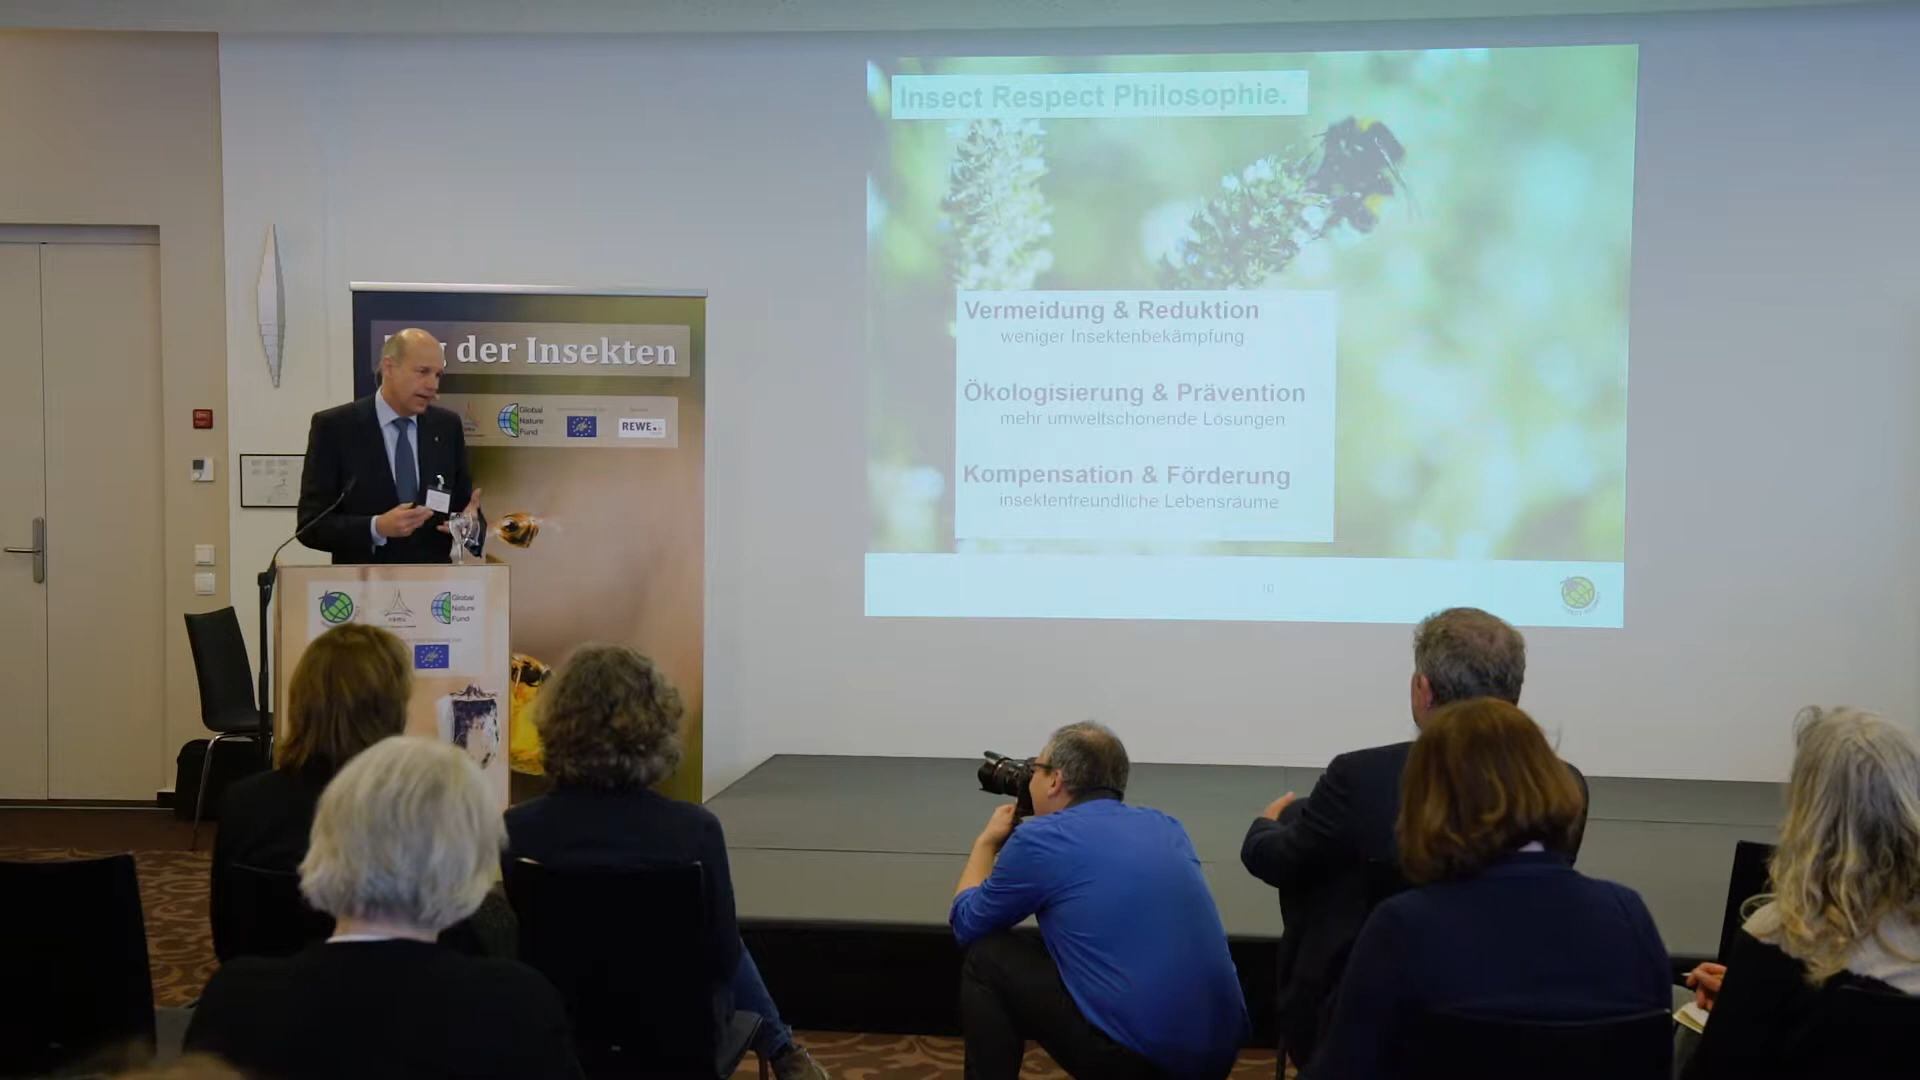 Insect Respect Philosophie.
Vermeidung & Reduktion
weniger Insektenbekämpfung
Ökologisierung & Prävention
mehr umweltschonende Lösungen
Kompensation & Förderung
insektenfreundliche Lebensräume
10
der Insekten
Global
Nature
Fund
REWE
Global
Nature
Fund